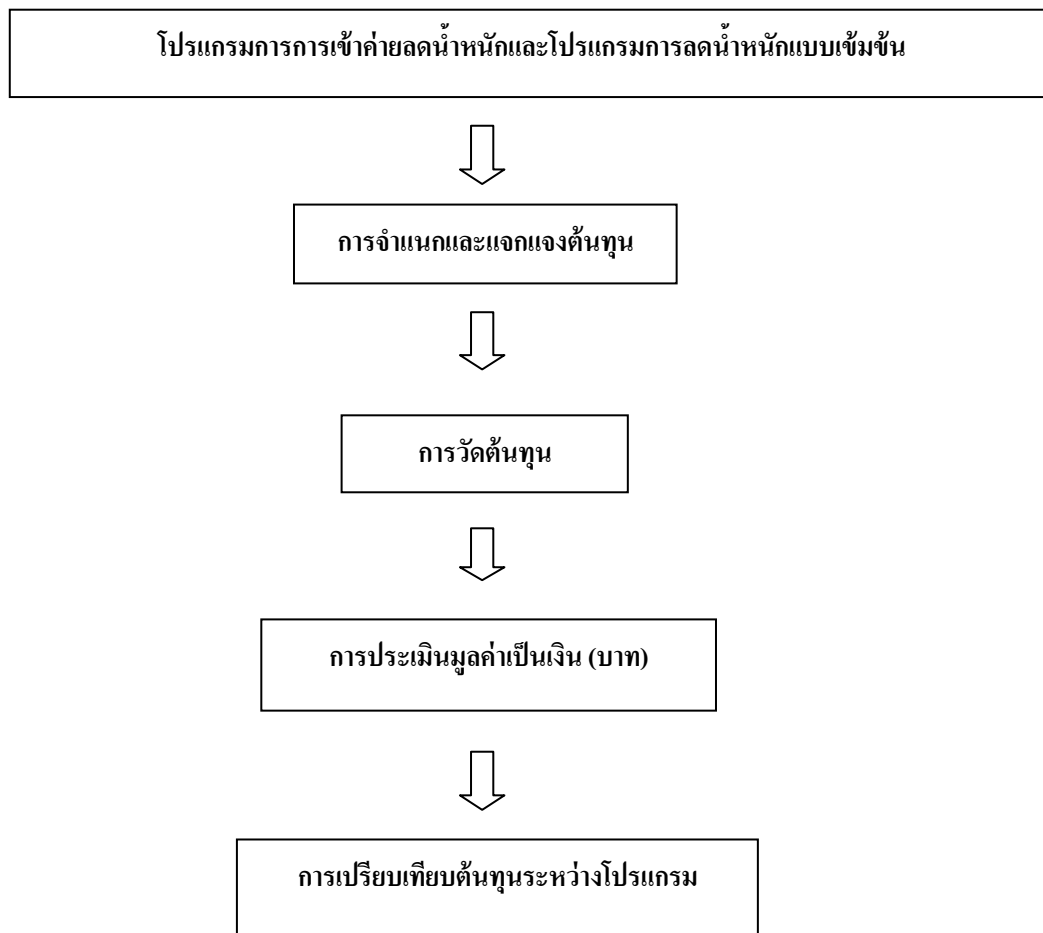 โปรแกรมการการเข้าค่ายลดน้ำหนักและโปรแกรมการลดน้ำหนักแบบเข้มข้น
การจำแนกและแจกแจงต้นทุน
การวัดต้นทุน
การประเมินมูลค่าเป็นเงิน (บาท)
การเปรียบเทียบต้นทุนระหว่างโปรแกรม